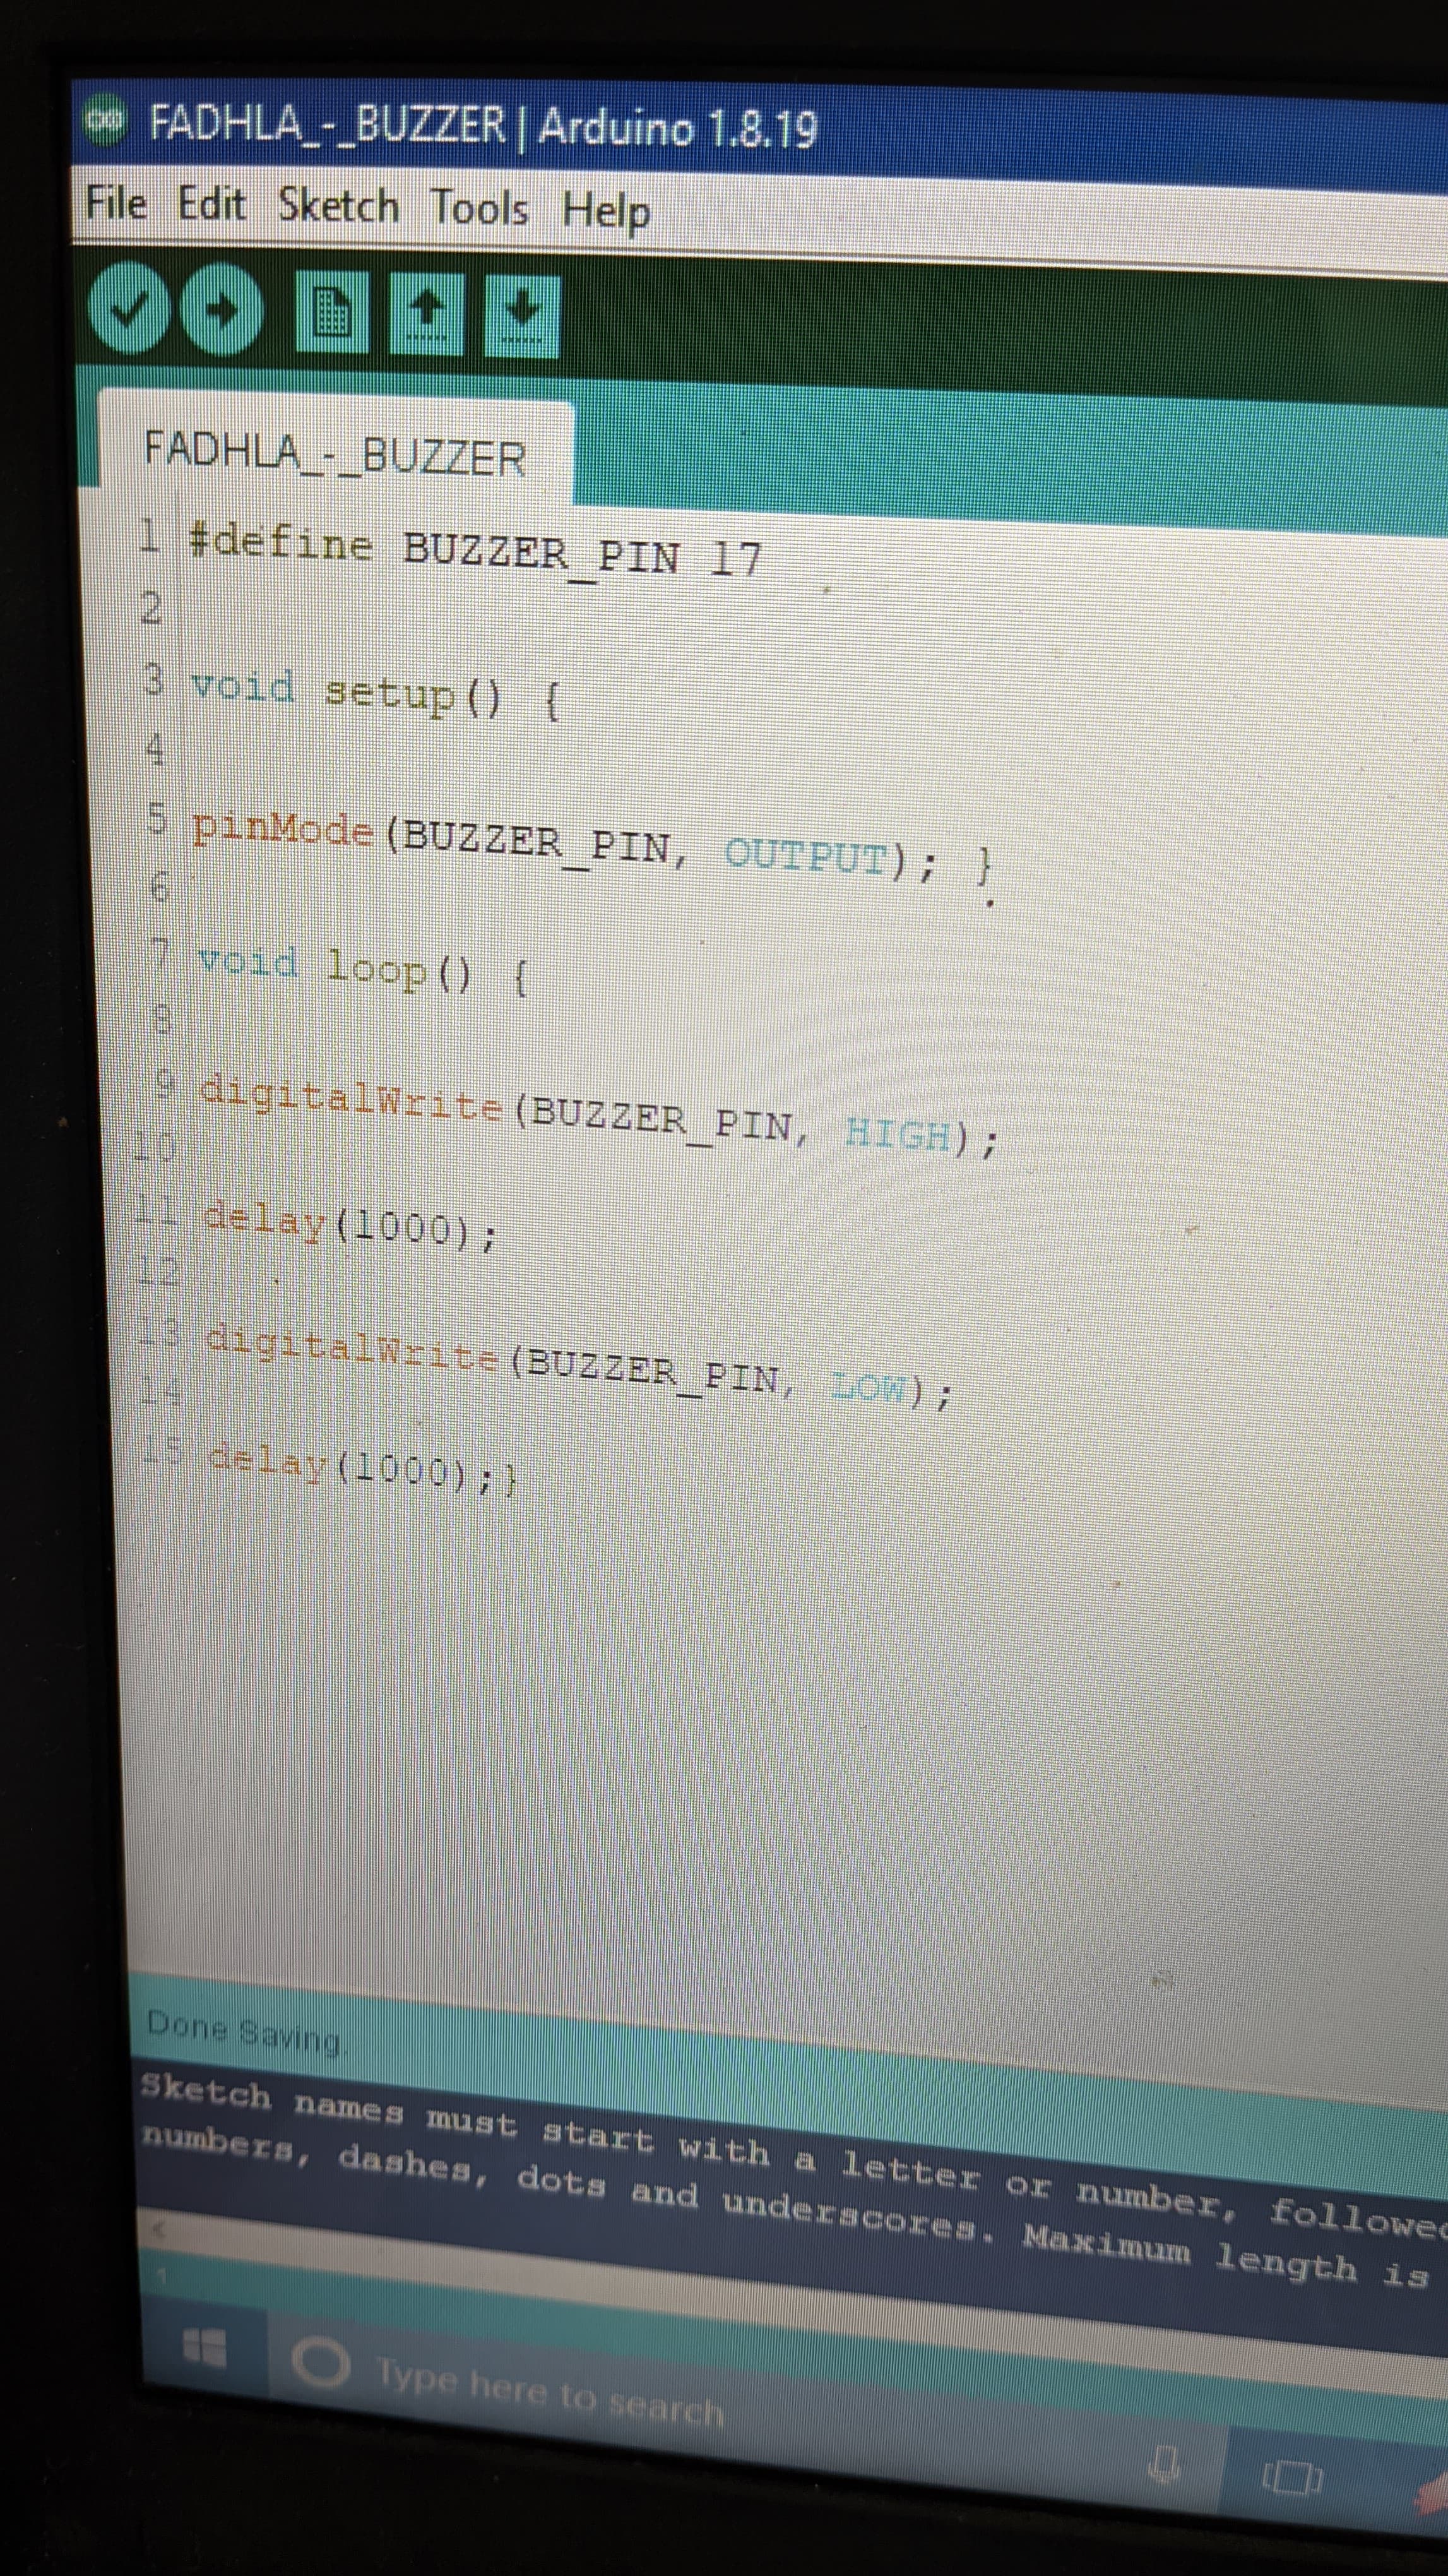 FADHLA_-_BUZZER | Arduino 1.8.19
File Edit Sketch Tools Help
FADHLA_-_BUZZER
1 #define BUZZER_PIN 17
2
3 void setup() {
4
5 pinMode(BUZZER_PIN, OUTPUT); }
6
7 void loop() {
8
9 digitalWrite(BUZZER_PIN, HIGH);
10
11 delay(1000);
12
13 digitalWrite(BUZZER_PIN, LOW);
14
15 delay(1000);}
Done Saving.
Sketch names must start with a letter or number, followed
numbers, dashes, dots and underscores. Maximum length is
1
Type here to search